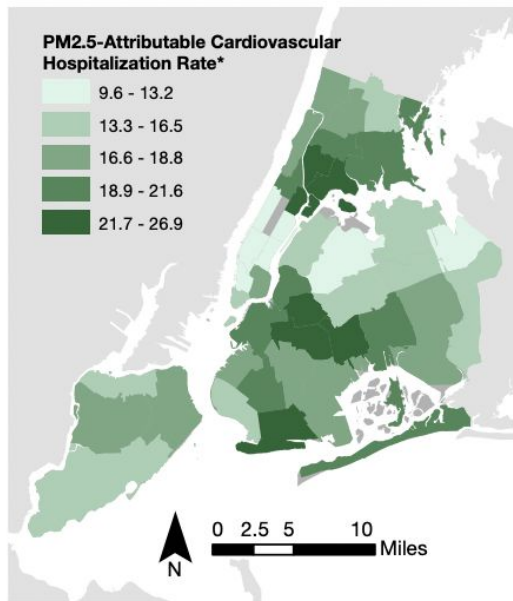 PM2.5-Attributable Cardiovascular
Hospitalization Rate*
9.6 - 13.2
13.3 - 16.5
16.6 - 18.8
18.9 - 21.6
21.7 - 26.9
N
0 2.5 5 10
Miles